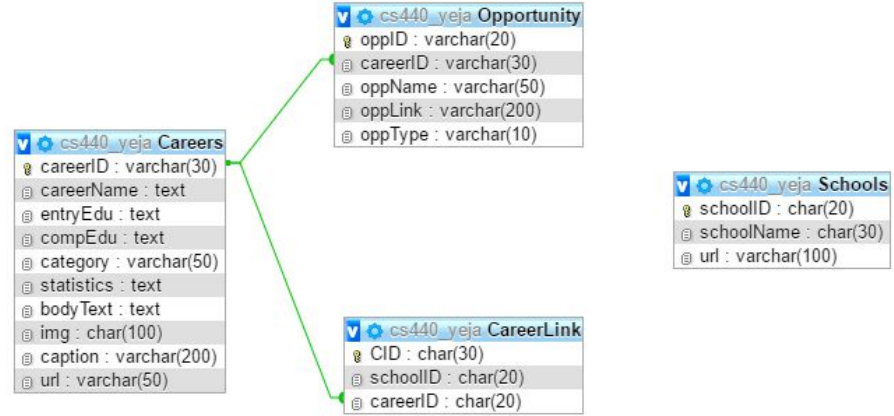 v cs440_yeja Opportunity
oppID : varchar(20)
careerID : varchar(30)
oppName : varchar(50)
oppLink : varchar(200)
oppType : varchar(10)
v cs440_yeja Careers
careerID : varchar(30)
careerName : text
entryEdu : text
compEdu : text
category : varchar(50)
statistics : text
bodyText : text
img : char(100)
caption : varchar(200)
url : varchar(50)
v cs440_yeja Schools
schoolID : char(20)
schoolName : char(30)
url : varchar(100)
v cs440_yeja CareerLink
CID : char(30)
schoolID : char(20)
careerID : char(20)